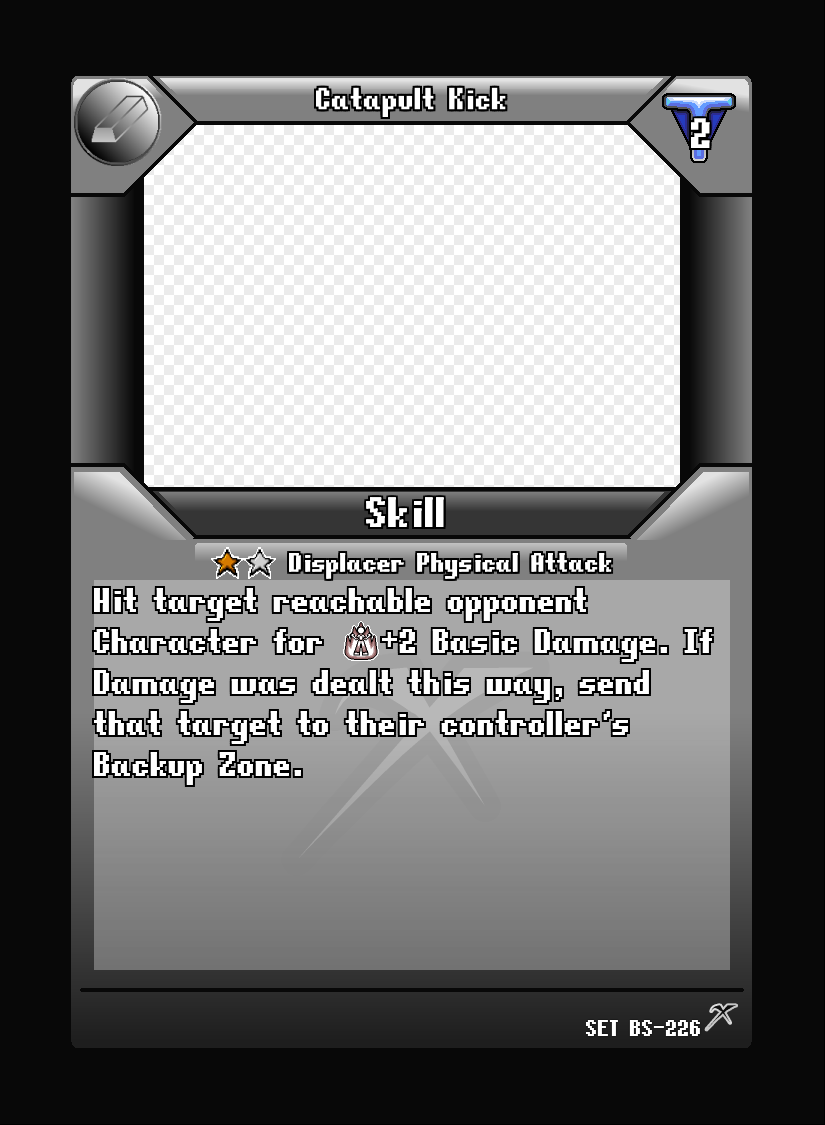 Catapult Kick
2
Skill
Displacer Physical Attack
Hit target reachable opponent
Character for A+2 Basic Damage. If
Damage was dealt this way, send
that target to their controller's
Backup Zone.
SET BS-226